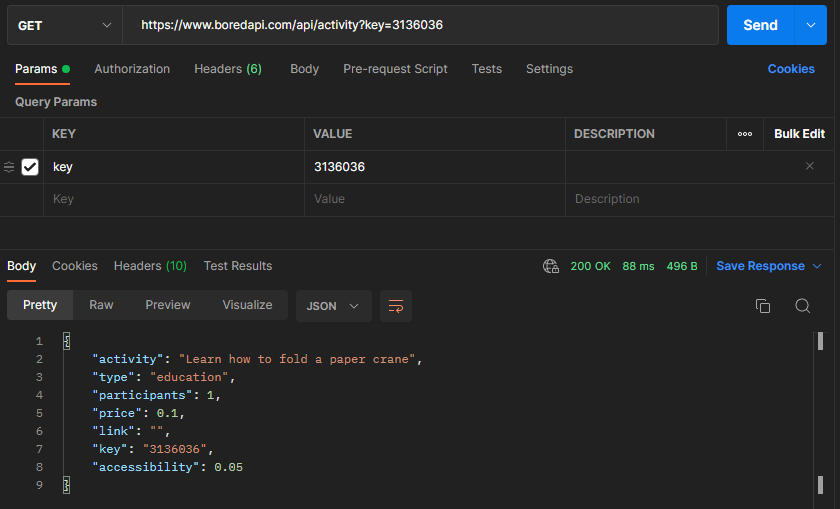 GET https://www.boredapi.com/api/activity?key=3136036 Send
Params Authorization Headers (6) Body Pre-request Script Tests Settings Cookies
Query Params
KEY VALUE DESCRIPTION ooo Bulk Edit
key 3136036
Key Value Description
Body Cookies Headers (10) Test Results 200 OK 88 ms 496 B Save Response
Pretty Raw Preview Visualize JSON
1 {
2 "activity": "Learn how to fold a paper crane",
3 "type": "education",
4 "participants": 1,
5 "price": 0.1,
6 "link": "",
7 "key": "3136036",
8 "accessibility": 0.05
9 }